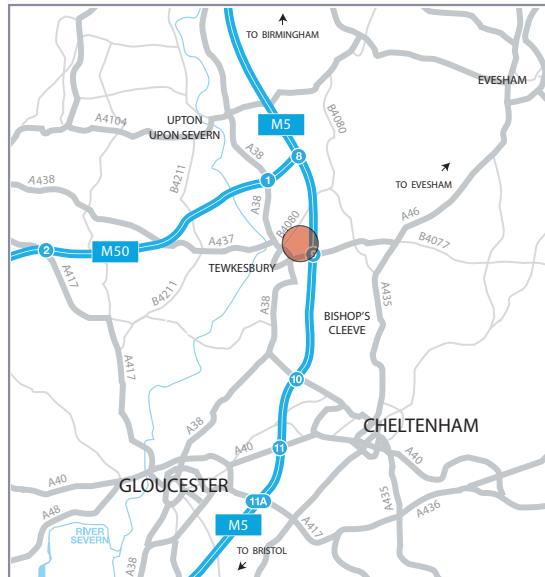 TO BIRMINGHAM
EVESHAM
A4104
UPTON
UPON SEVERN
M5
B4080
A38
8
B4211
1
A438
TO EVESHAM
A38
B4080
A46
A437
B4077
2
M50
9
TEWKESBURY
A417
B4211
A38
A435
BISHOP'S
CLEEVE
A417
10
A38
CHELTENHAM
A40
11
A40
A40
GLOUCESTER
A435
11A
A436
A48
M5
A417
RIVER
SEVERN
A38
TO BRISTOL